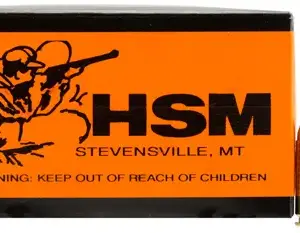 HSM
STEVENSVILLE, MT
NING: KEEP OUT OF REACH OF CHILDREN